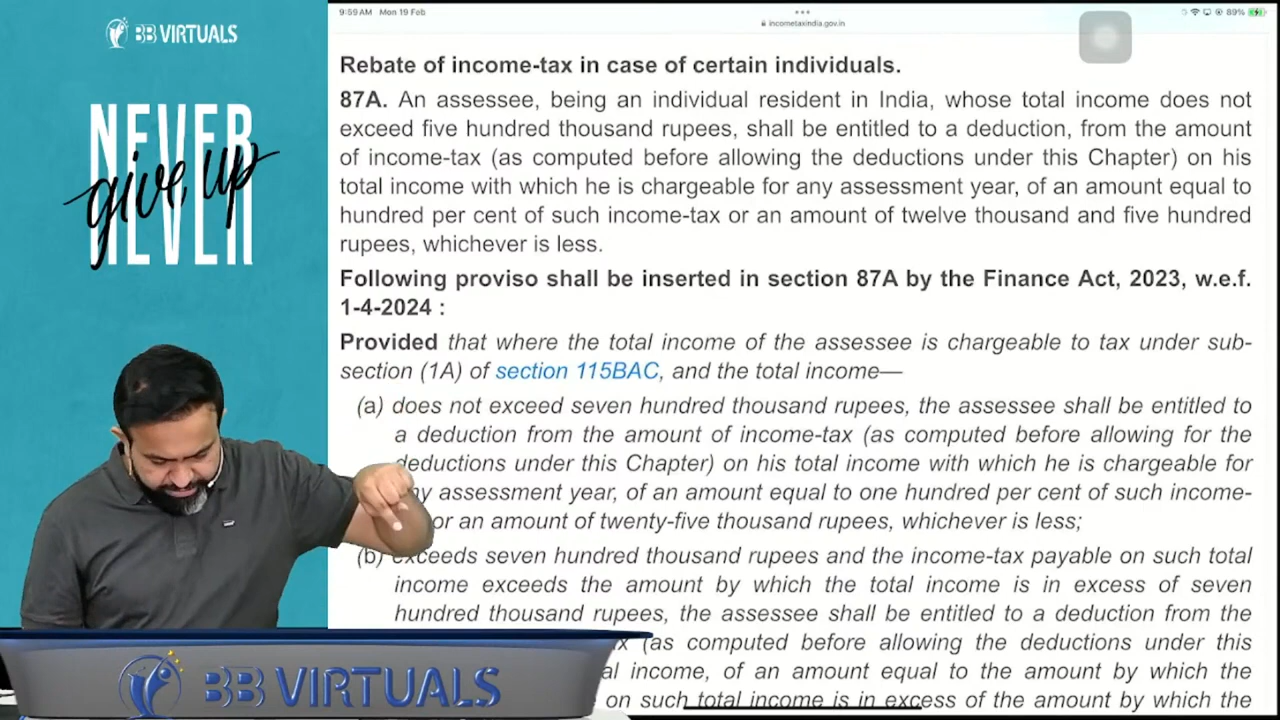 BB VIRTUALS
NEVER
give up
NEVER
9:59 AM Mon 19 Feb
incometaxindia.gov.in
89%
Rebate of income-tax in case of certain individuals.
87A. An assessee, being an individual resident in India, whose total income does not
exceed five hundred thousand rupees, shall be entitled to a deduction, from the amount
of income-tax (as computed before allowing the deductions under this Chapter) on his
total income with which he is chargeable for any assessment year, of an amount equal to
hundred per cent of such income-tax or an amount of twelve thousand and five hundred
rupees, whichever is less.
Following proviso shall be inserted in section 87A by the Finance Act, 2023, w.e.f.
1-4-2024 :
Provided that where the total income of the assessee is chargeable to tax under sub-
section (1A) of section 115BAC, and the total income—
(a) does not exceed seven hundred thousand rupees, the assessee shall be entitled to
a deduction from the amount of income-tax (as computed before allowing for the
deductions under this Chapter) on his total income with which he is chargeable for
assessment year, of an amount equal to one hundred per cent of such income-
or an amount of twenty-five thousand rupees, whichever is less;
(b) exceeds seven hundred thousand rupees and the income-tax payable on such total
income exceeds the amount by which the total income is in excess of seven
hundred thousand rupees, the assessee shall be entitled to a deduction from the
(as computed before allowing the deductions under this
income, of an amount equal to the amount by which the
on such total income is in excess of the amount by which the
BB VIRTUALS